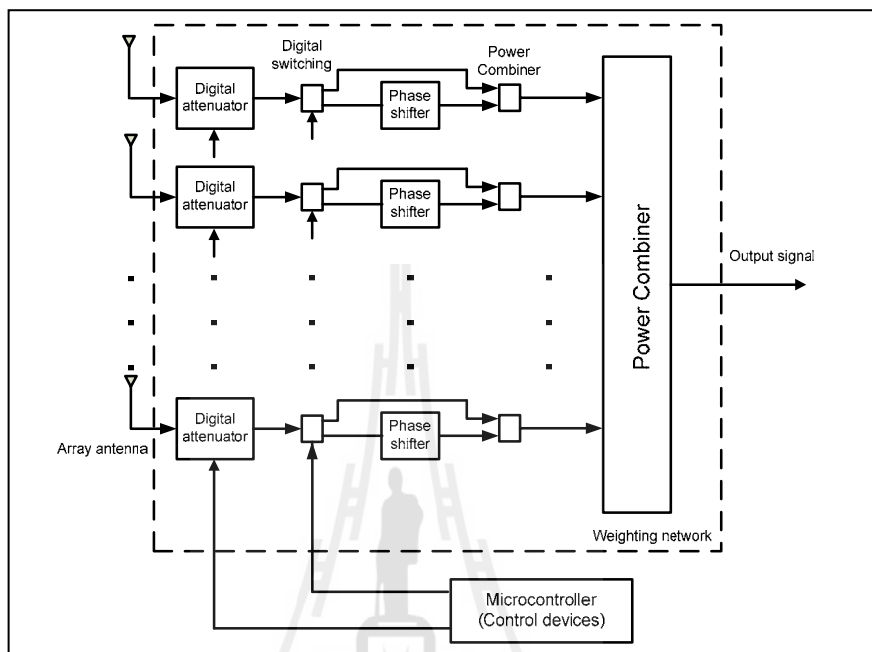 Digital
switching
Power
Combiner
Digital
attenuator
Phase
shifter
Digital
attenuator
Phase
shifter
Power Combiner
Output signal
Digital
attenuator
Phase
shifter
Array antenna
Weighting network
Microcontroller
(Control devices)